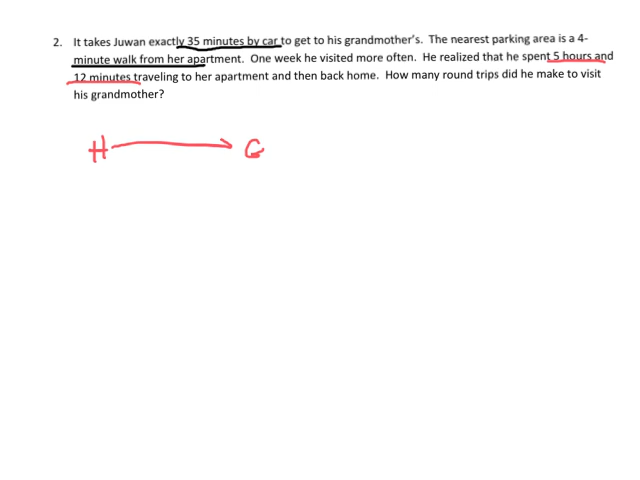 2. It takes Juwan exactly 35 minutes by car to get to his grandmother's. The nearest parking area is a 4-
minute walk from her apartment. One week he visited more often. He realized that he spent 5 hours and
12 minutes traveling to her apartment and then back home. How many round trips did he make to visit
his grandmother?
H G